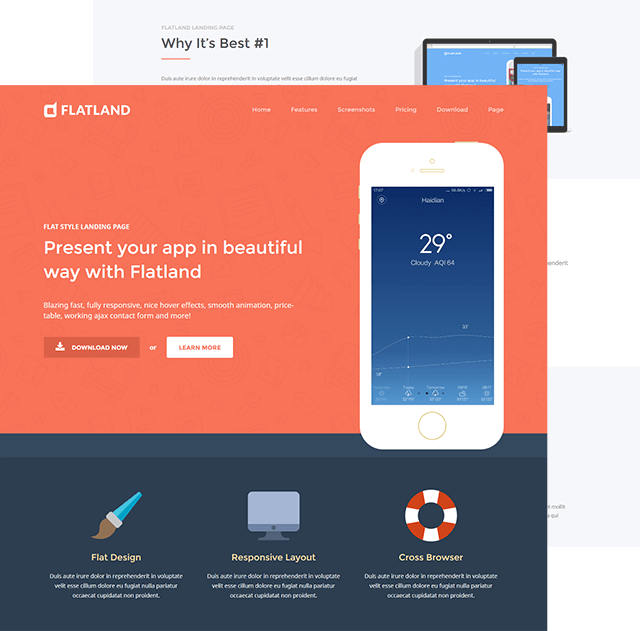 FLATLAND LANDING PAGE
Why It's Best #1
Duis aute irure dolor in reprehenderit in voluptate velit esse cillum dolore eu fugiat
FLATLAND
Home
Features
Screenshots
Pricing
Download
Page
FLAT STYLE LANDING PAGE
Present your app in beautiful
way with Flatland
Blazing fast, fully responsive, nice hover effects, smooth animation, price-
table, working ajax contact form and more!
DOWNLOAD NOW
or
LEARN MORE
Haidian
29°
Cloudy AQI 64
33°
18°
Today
Tomorrow
Flat Design
Duis aute irure dolor in reprehenderit in voluptate
velit esse cillum dolore eu fugiat nulla pariatur
occaecat cupidatat non proident.
Responsive Layout
Duis aute irure dolor in reprehenderit in voluptate
velit esse cillum dolore eu fugiat nulla pariatur
occaecat cupidatat non proident.
Cross Browser
Duis aute irure dolor in reprehenderit in voluptate
velit esse cillum dolore eu fugiat nulla pariatur
occaecat cupidatat non proident.